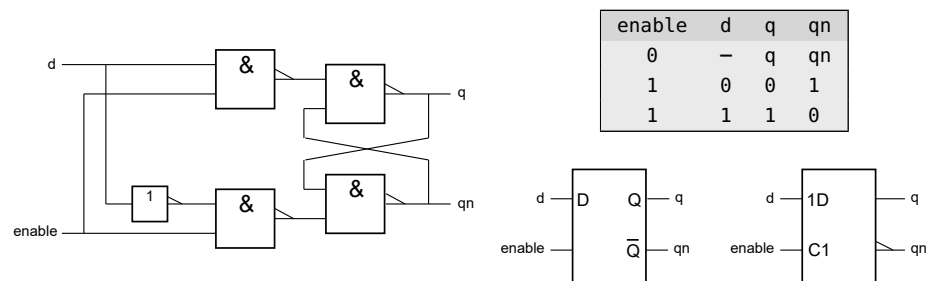 d
enable
&
&
1
&
&
q
qn
enable d q qn
0 – q qn
1 0 0 1
1 1 1 0
d D Q q
enable Q̅ qn
d 1D q
enable C1 qn